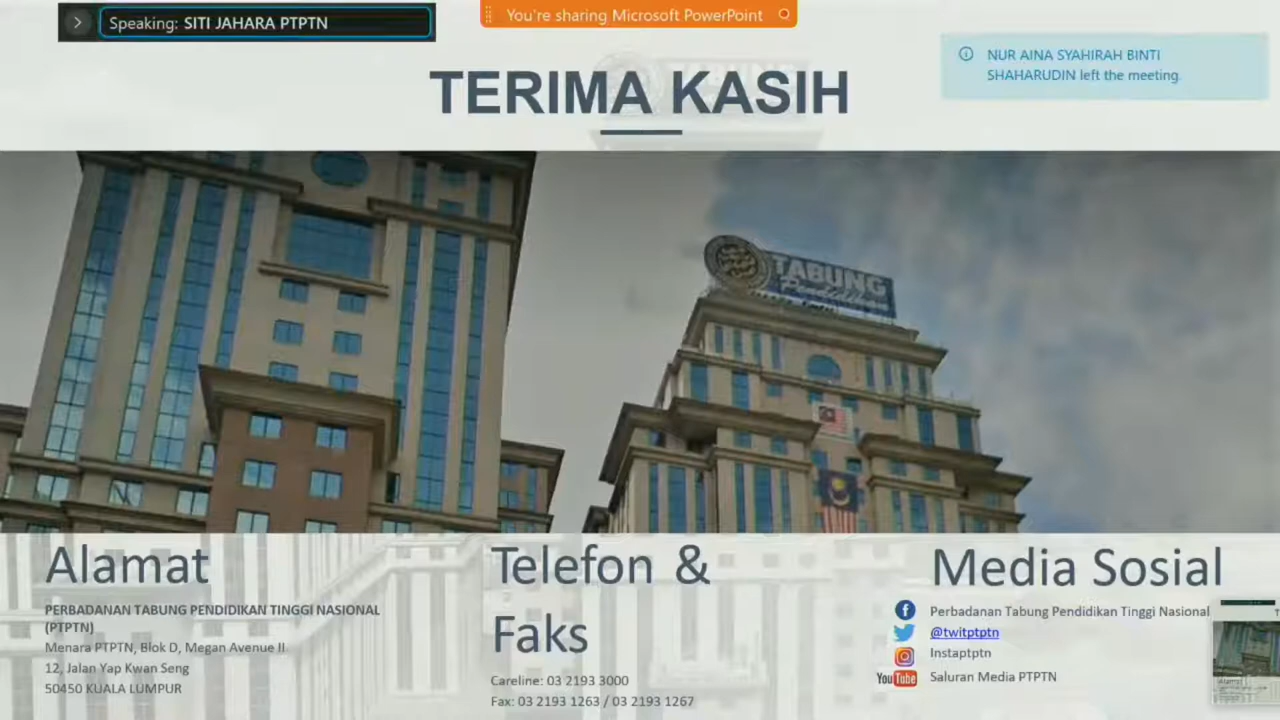 Speaking: SITI JAHARA PTPTN
You're sharing Microsoft PowerPoint
NUR AINA SYAHIRAH BINTI
SHAHARUDIN left the meeting.
TERIMA KASIH
TABUNG
Pendidikan
Alamat
PERBADANAN TABUNG PENDIDIKAN TINGGI NASIONAL
(PTPTN)
Menara PTPTN, Blok D, Megan Avenue II
12, Jalan Yap Kwan Seng
50450 KUALA LUMPUR
Telefon &
Faks
Careline: 03 2193 3000
Fax: 03 2193 1263 / 03 2193 1267
Media Sosial
Perbadanan Tabung Pendidikan Tinggi Nasional
@twitptptn
Instaptptn
YouTube Saluran Media PTPTN